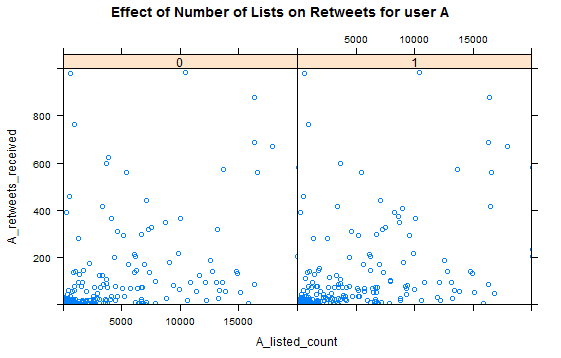 Effect of Number of Lists on Retweets for user A
5000 10000 15000
0 1
800
600
400
200
A_retweets_received
5000 10000 15000
A_listed_count